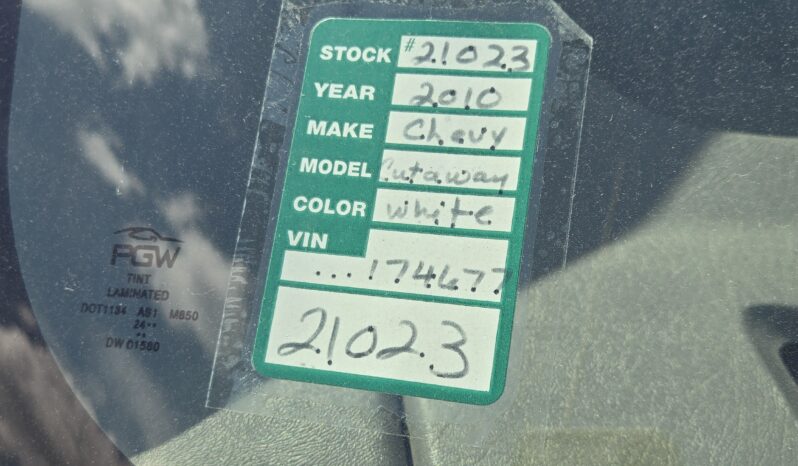 STOCK #21023
YEAR 2010
MAKE Chevy
MODEL Cutaway
COLOR white
VIN
...174677
21023
PGW
TINT
LAMINATED
DOT1134 AS1 M850
24··
··
DW 01580